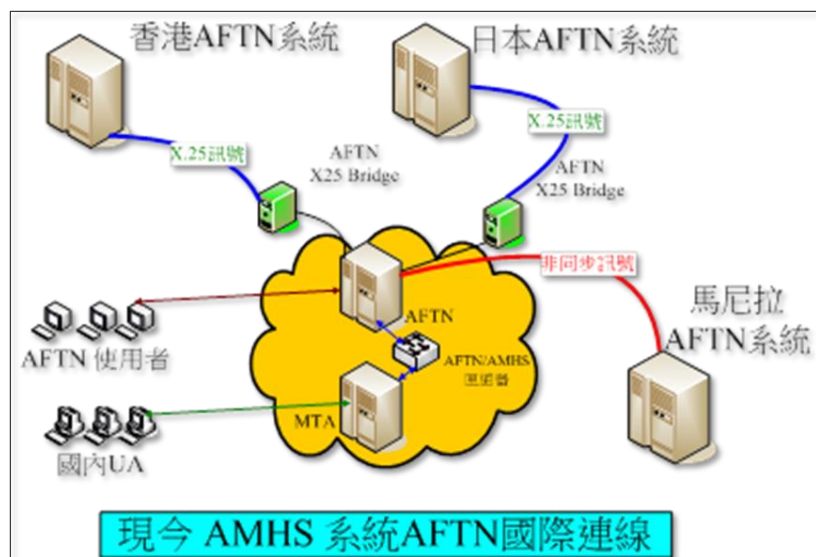 香港AFTN系統
日本AFTN系統
X.25訊號
X.25訊號
AFTN
X25 Bridge
AFTN
X25 Bridge
非同步訊號
馬尼拉
AFTN系統
AFTN
AFTN/AMHS
AFTN 使用者
MTA
國內UA
現今 AMHS 系統AFTN國際連線